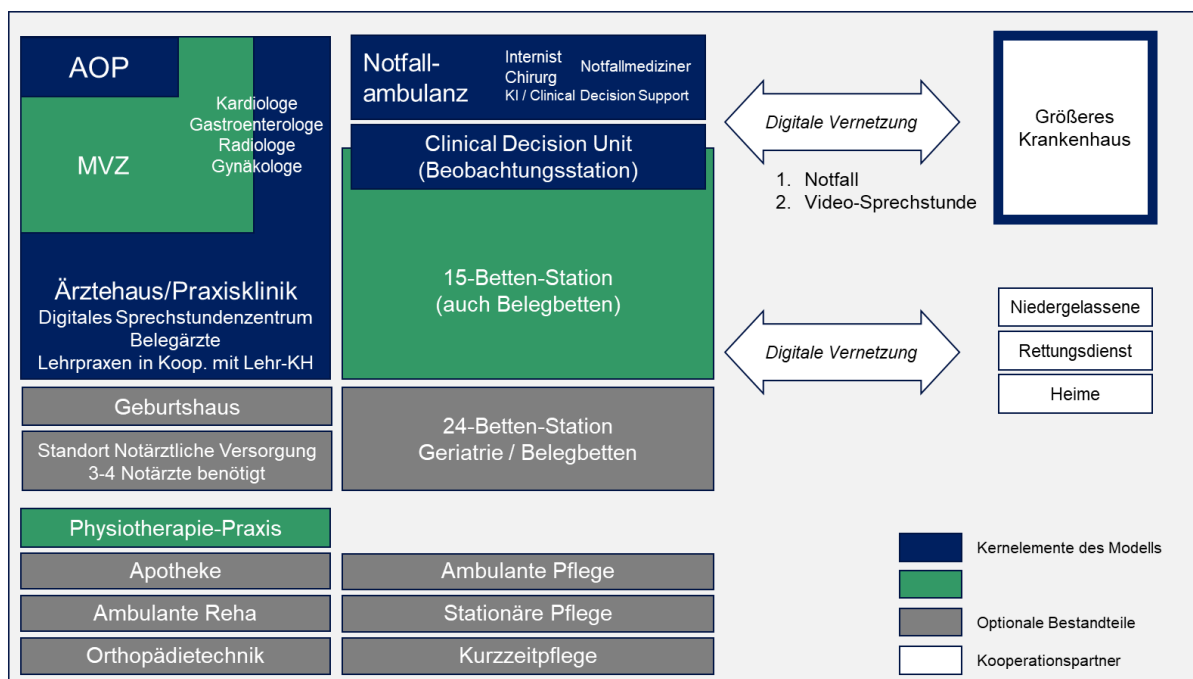 AOP
Kardiologe
Gastroenterologe
Radiologe
Gynäkologe
MVZ
Ärztehaus/Praxisklinik
Digitales Sprechstundenzentrum
Belegärzte
Lehrpraxen in Koop. mit Lehr-KH
Geburtshaus
Standort Notärztliche Versorgung
3-4 Notärzte benötigt
Physiotherapie-Praxis
Apotheke
Ambulante Reha
Orthopädietechnik
Notfall-
ambulanz
Internist
Chirurg
Notfallmediziner
KI / Clinical Decision Support
Clinical Decision Unit
(Beobachtungsstation)
15-Betten-Station
(auch Belegbetten)
24-Betten-Station
Geriatrie / Belegbetten
Ambulante Pflege
Stationäre Pflege
Kurzzeitpflege
Digitale Vernetzung
1. Notfall
2. Video-Sprechstunde
Größeres
Krankenhaus
Digitale Vernetzung
Niedergelassene
Rettungsdienst
Heime
Kernelemente des Modells
Optionale Bestandteile
Kooperationspartner